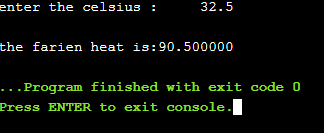 enter the celsius :     32.5
the farien heat is:90.500000
...Program finished with exit code 0
Press ENTER to exit console.